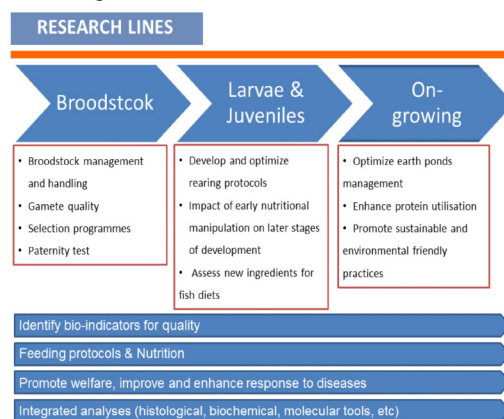 RESEARCH LINES
Broodstcok
Larvae &
Juveniles
On-
growing
• Broodstock management
and handling
• Gamete quality
• Selection programmes
• Paternity test
• Develop and optimize
rearing protocols
• Impact of early nutritional
manipulation on later stages
of development
• Assess new ingredients for
fish diets
• Optimize earth ponds
management
• Enhance protein utilisation
• Promote sustainable and
environmental friendly
practices
Identify bio-indicators for quality
Feeding protocols & Nutrition
Promote welfare, improve and enhance response to diseases
Integrated analyses (histological, biochemical, molecular tools, etc)